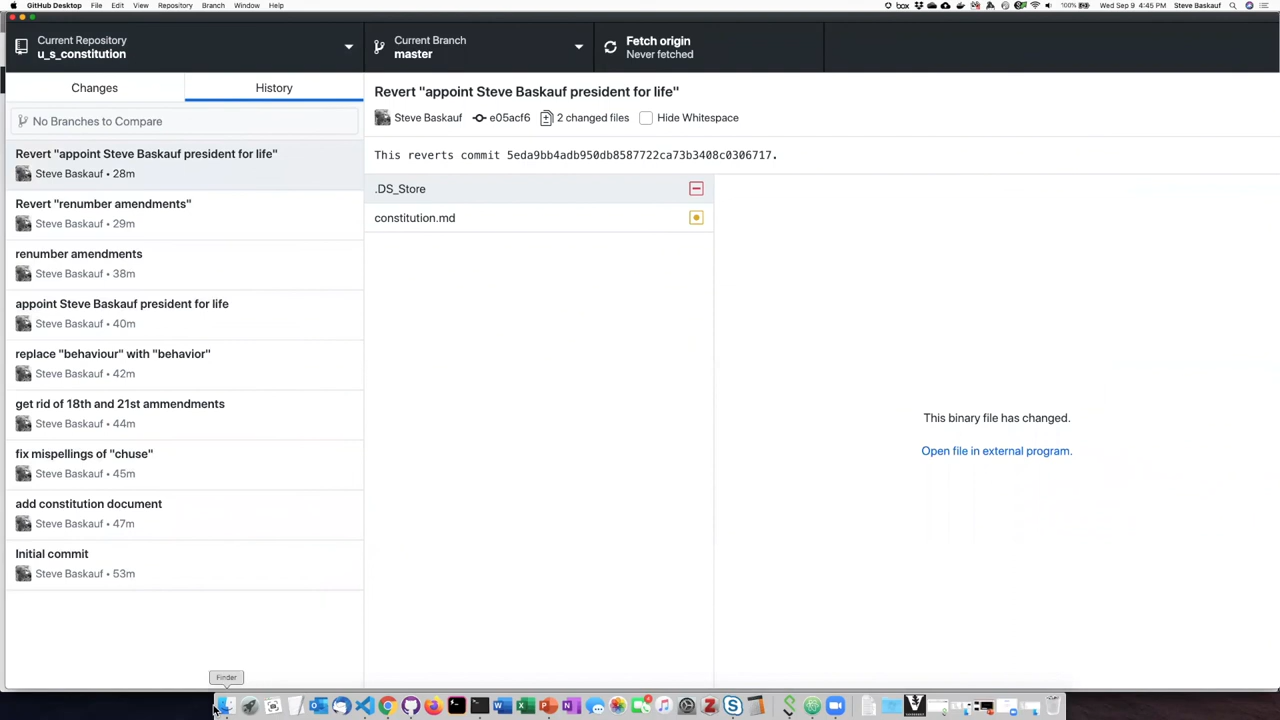 GitHub Desktop File Edit View Repository Branch Window Help
box 100% Wed Sep 9 4:45 PM Steve Baskauf
Current Repository
u_s_constitution
Current Branch
master
Fetch origin
Never fetched
Changes
History
No Branches to Compare
Revert "appoint Steve Baskauf president for life"
Steve Baskauf • 28m
Revert "renumber amendments"
Steve Baskauf • 29m
renumber amendments
Steve Baskauf • 38m
appoint Steve Baskauf president for life
Steve Baskauf • 40m
replace "behaviour" with "behavior"
Steve Baskauf • 42m
get rid of 18th and 21st ammendments
Steve Baskauf • 44m
fix mispellings of "chuse"
Steve Baskauf • 45m
add constitution document
Steve Baskauf • 47m
Initial commit
Steve Baskauf • 53m
Revert "appoint Steve Baskauf president for life"
Steve Baskauf e05acf6 2 changed files Hide Whitespace
This reverts commit 5eda9bb4adb950db8587722ca73b3408c0306717.
.DS_Store
constitution.md
This binary file has changed.
Open file in external program.
Finder